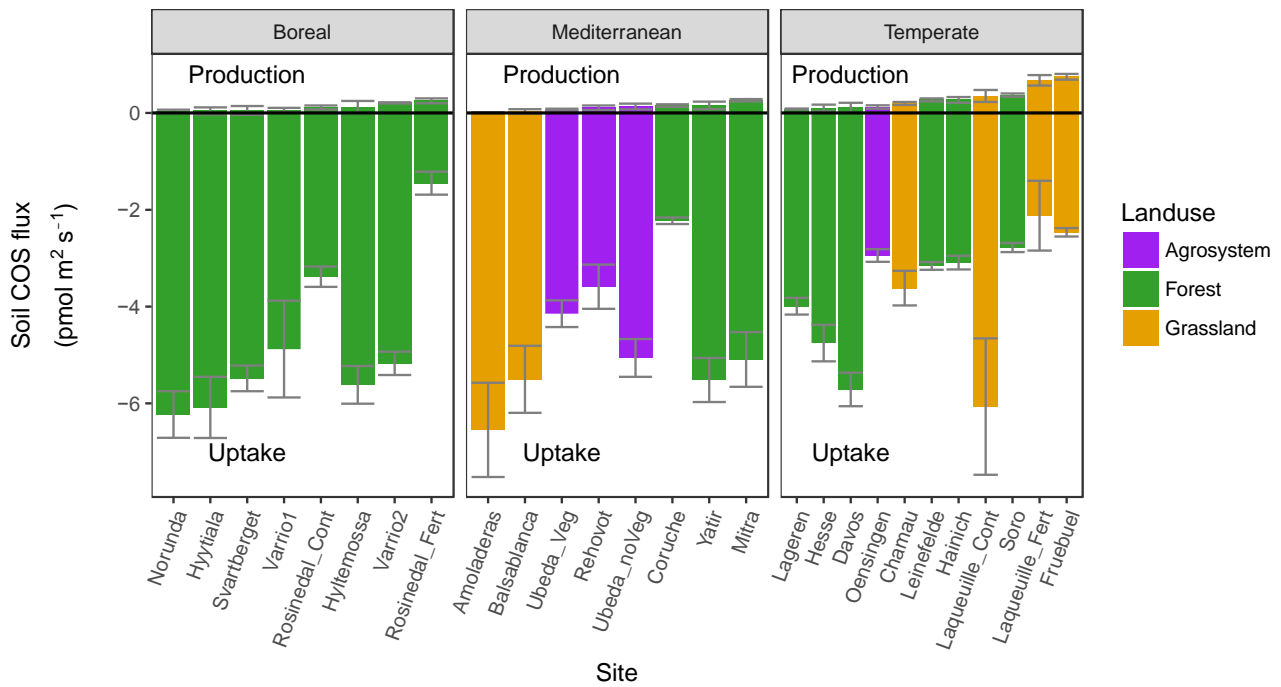 Boreal
Mediterranean
Temperate
Production
Production
Production
Uptake
Uptake
Uptake
0
−2
−4
−6
Soil COS flux
(pmol m² s⁻¹)
Norunda
Hyytiala
Svartberget
Varrio1
Rosinedal_Cont
Hyltemossa
Varrio2
Rosinedal_Fert
Amoladeras
Balsablanca
Ubeda_Veg
Rehovot
Ubeda_noVeg
Coruche
Yatir
Mitra
Lageren
Hesse
Davos
Oensingen
Chamau
Leinefelde
Hainich
Laqueuille_Cont
Soro
Laqueuille_Fert
Fruebuel
Site
Landuse
Agrosystem
Forest
Grassland